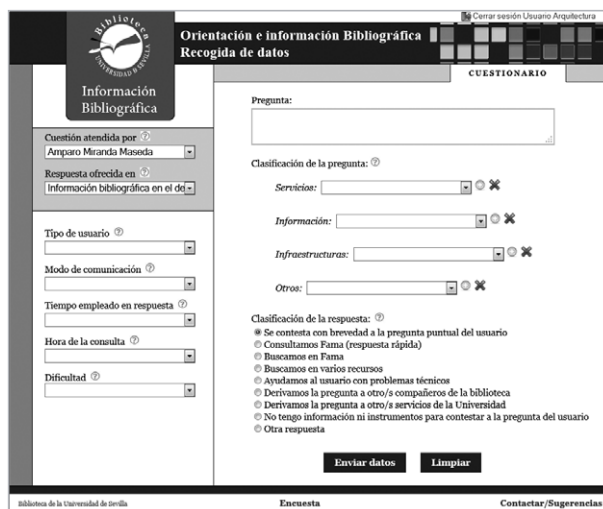 Cerrar sesión Usuario Arquitectura
Biblioteca
UNIVERSIDAD D SEVILLA
Información
Bibliográfica
Orientación e información Bibliográfica
Recogida de datos
CUESTIONARIO
Cuestión atendida por ?
Amparo Miranda Maseda
Respuesta ofrecida en ?
Información bibliográfica en el de
Tipo de usuario ?
Modo de comunicación ?
Tiempo empleado en respuesta ?
Hora de la consulta ?
Dificultad ?
Pregunta:
Clasificación de la pregunta: ?
Servicios:
Información:
Infraestructuras:
Otros:
Clasificación de la respuesta: ?
Se contesta con brevedad a la pregunta puntual del usuario
Consultamos Fama (respuesta rápida)
Buscamos en Fama
Buscamos en varios recursos
Ayudamos al usuario con problemas técnicos
Derivamos la pregunta a otro/s compañeros de la biblioteca
Derivamos la pregunta a otro/s servicios de la Universidad
No tengo información ni instrumentos para contestar a la pregunta del usuario
Otra respuesta
Enviar datos Limpiar
Biblioteca de la Universidad de Sevilla Encuesta Contactar/Sugerencias